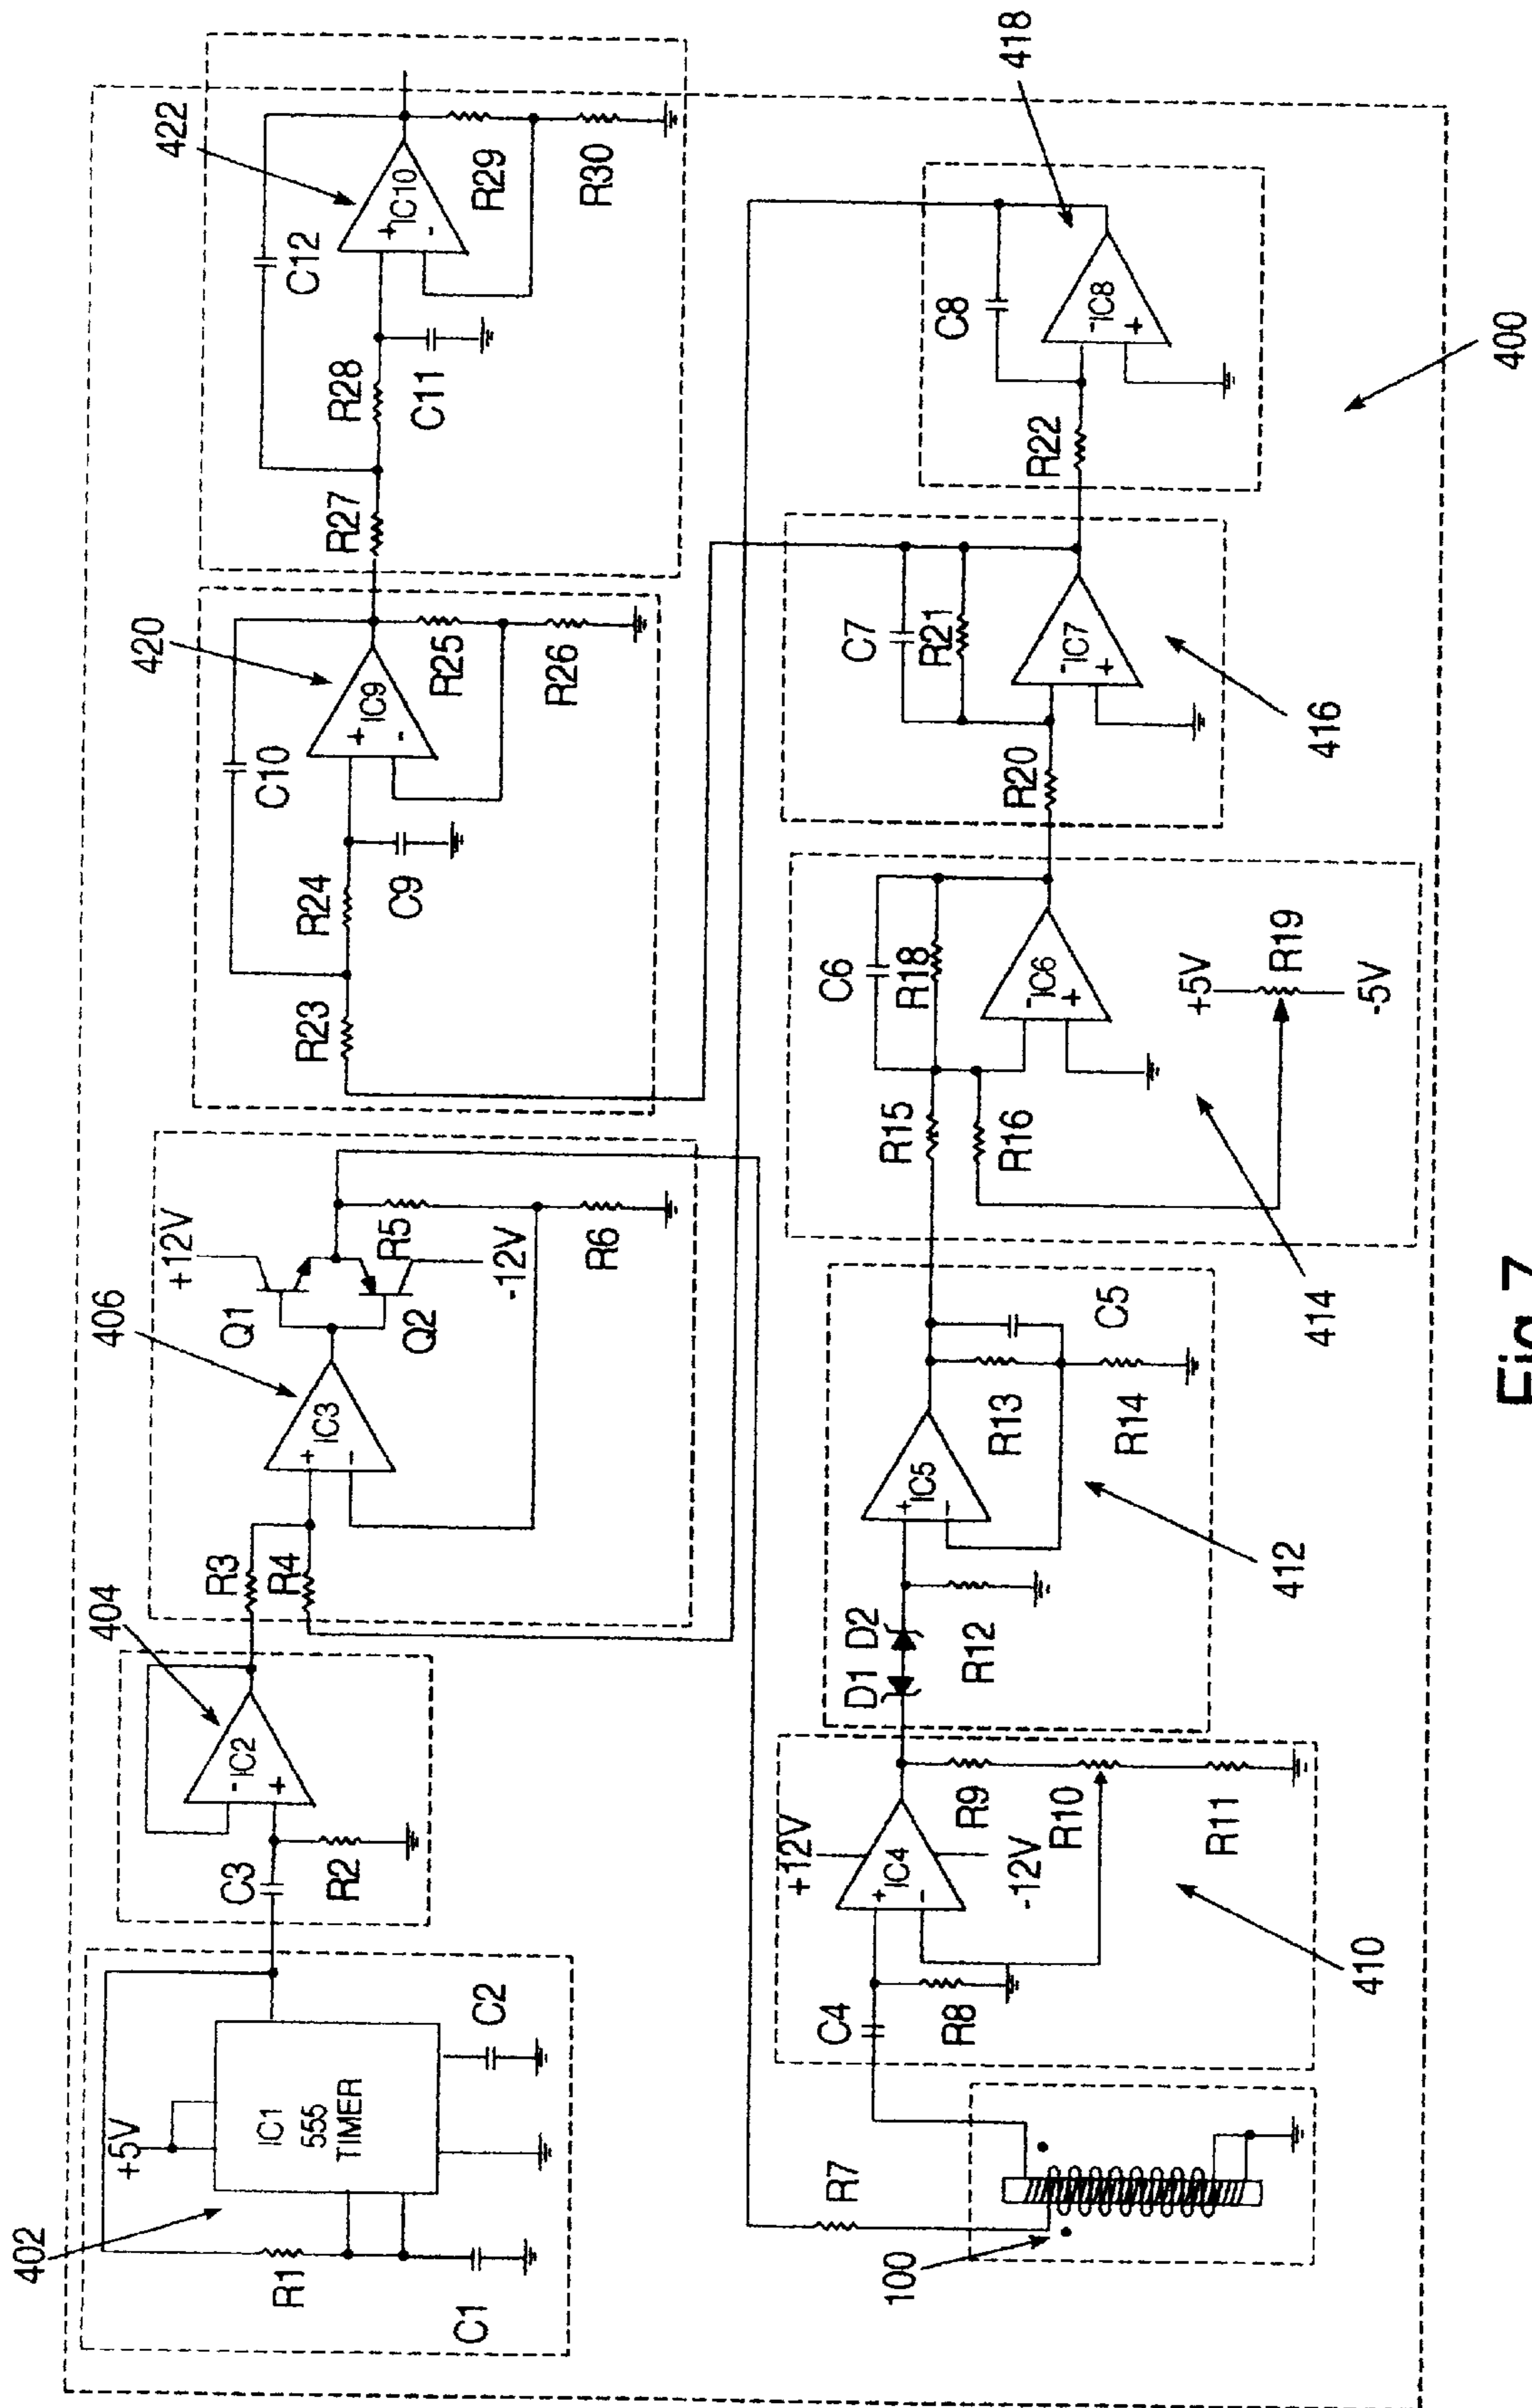 402
+5V
IC1
555
TIMER
R1
C1
C2
404
C3
R2
-
IC2
+
406
R3
R4
+
IC3
-
+12V
Q1
Q2
-12V
R5
R6
420
R23
R24
C9
C10
+
IC9
-
R25
R26
422
R27
R28
C11
C12
+
IC10
-
R29
R30
100
R7
410
C4
R8
+12V
+
IC4
-
-12V
R9
R10
R11
412
D1 D2
R12
+
IC5
-
R13
C5
R14
414
R15
R16
C6
R18
-
IC6
+
+5V
R19
-5V
416
R20
C7
R21
-
IC7
+
418
R22
C8
-
IC8
+
400
Fig.7